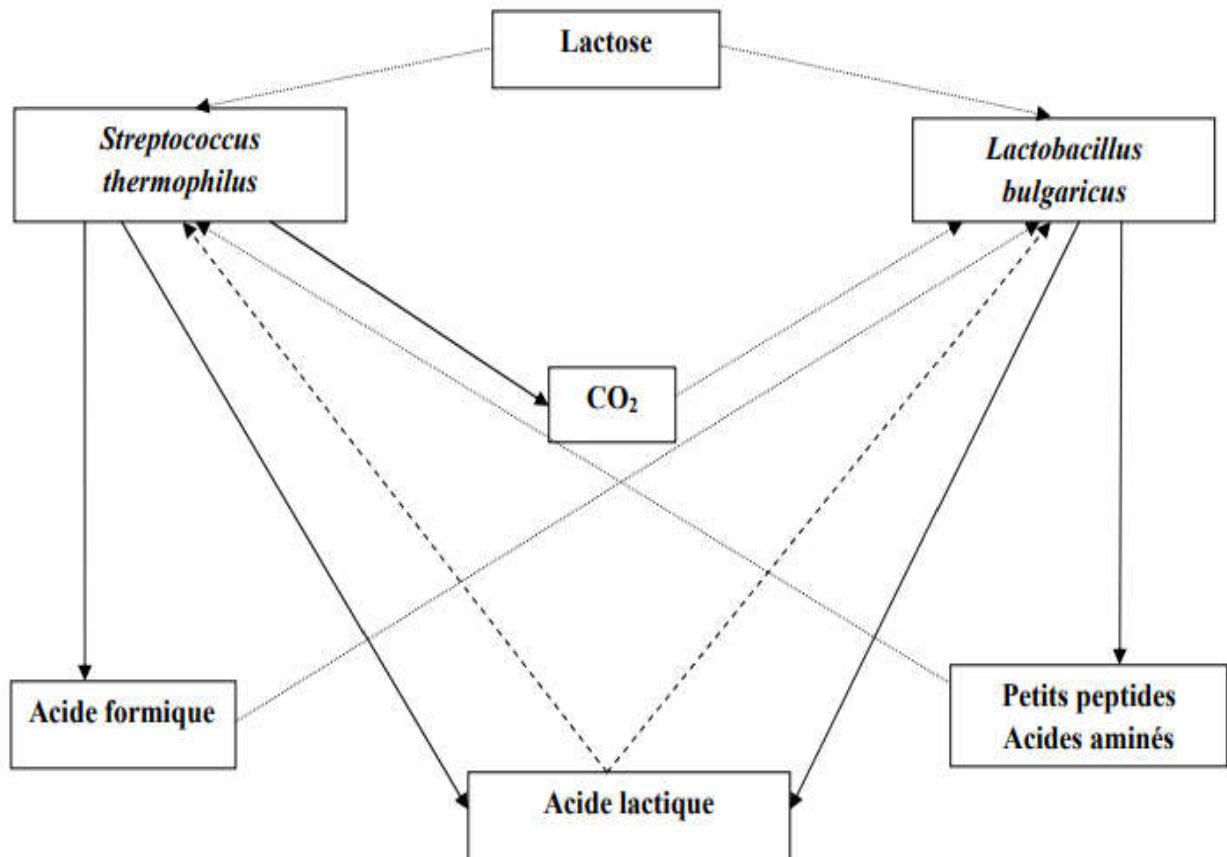 Lactose
Streptococcus
thermophilus
Lactobacillus
bulgaricus
CO₂
Acide formique
Petits peptides
Acides aminés
Acide lactique